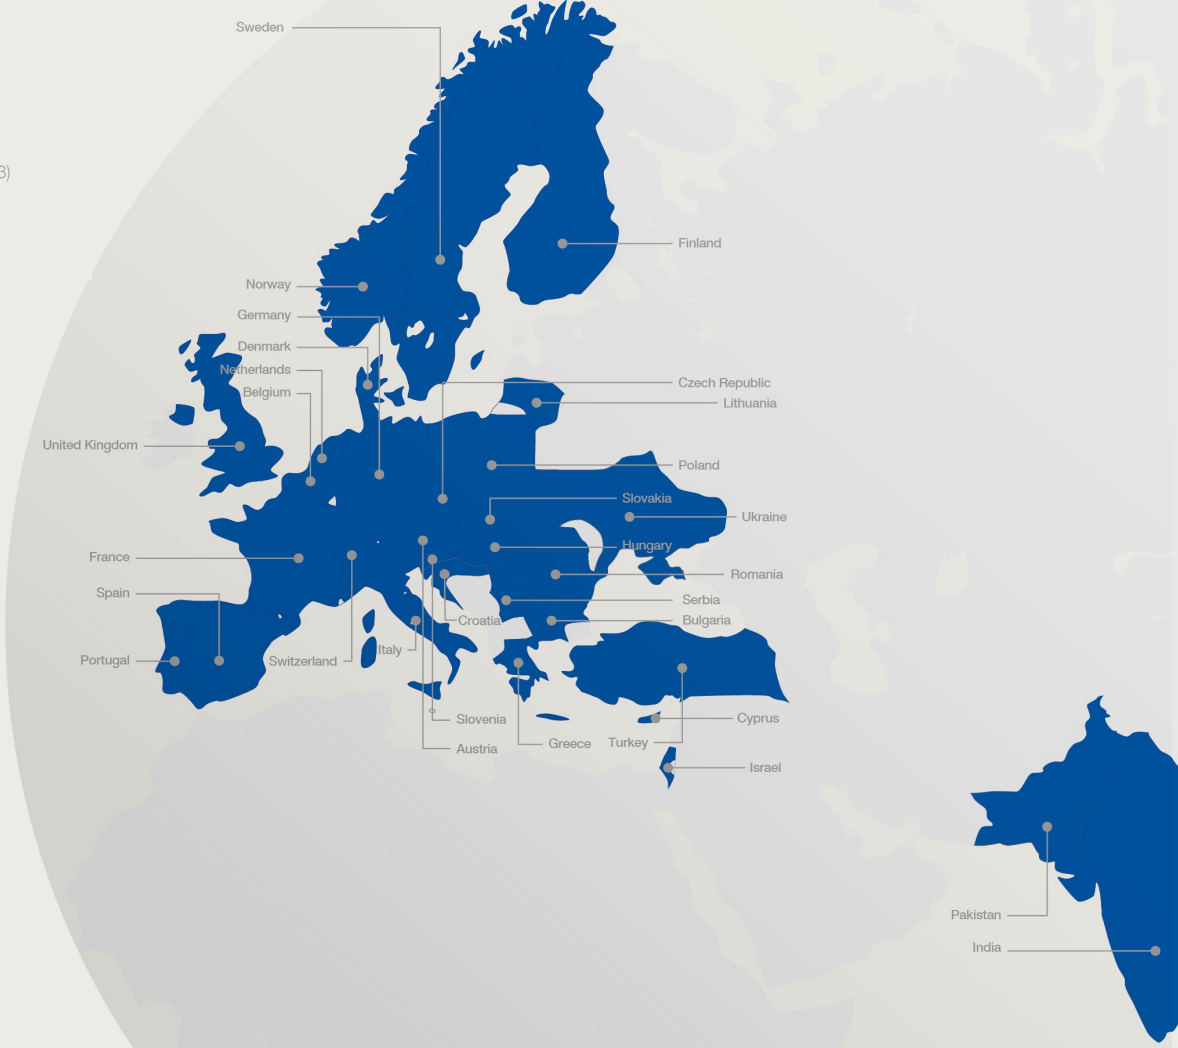 Sweden
3)
Finland
Norway
Germany
Denmark
Netherlands
Czech Republic
Belgium
Lithuania
United Kingdom
Poland
Slovakia
Ukraine
Hungary
France
Romania
Spain
Serbia
Croatia
Bulgaria
Italy
Portugal
Switzerland
Slovenia
Cyprus
Austria
Greece
Turkey
Israel
Pakistan
India